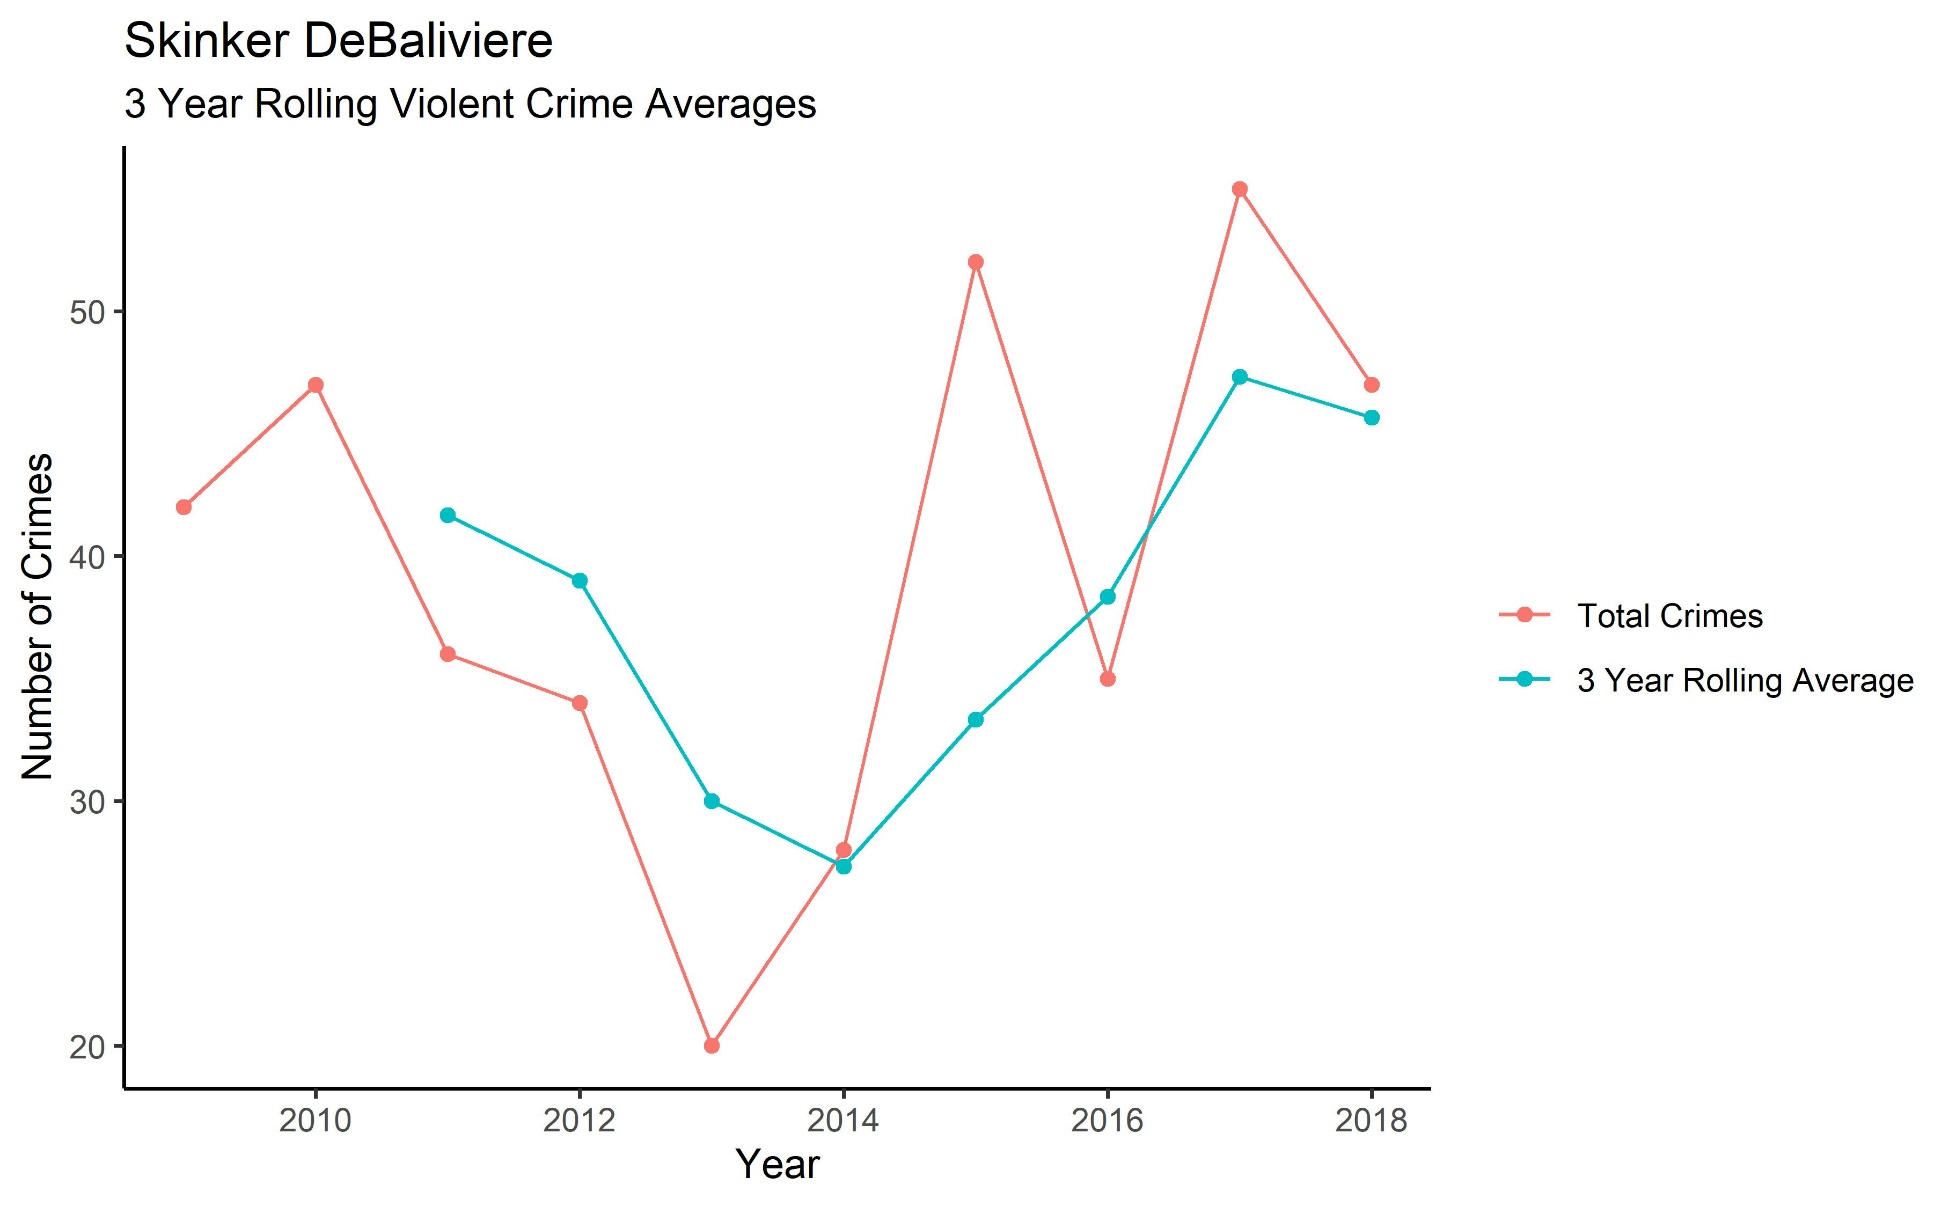 Skinker DeBaliviere
3 Year Rolling Violent Crime Averages
Number of Crimes
50
40
30
20
2010 2012 2014 2016 2018
Year
Total Crimes
3 Year Rolling Average